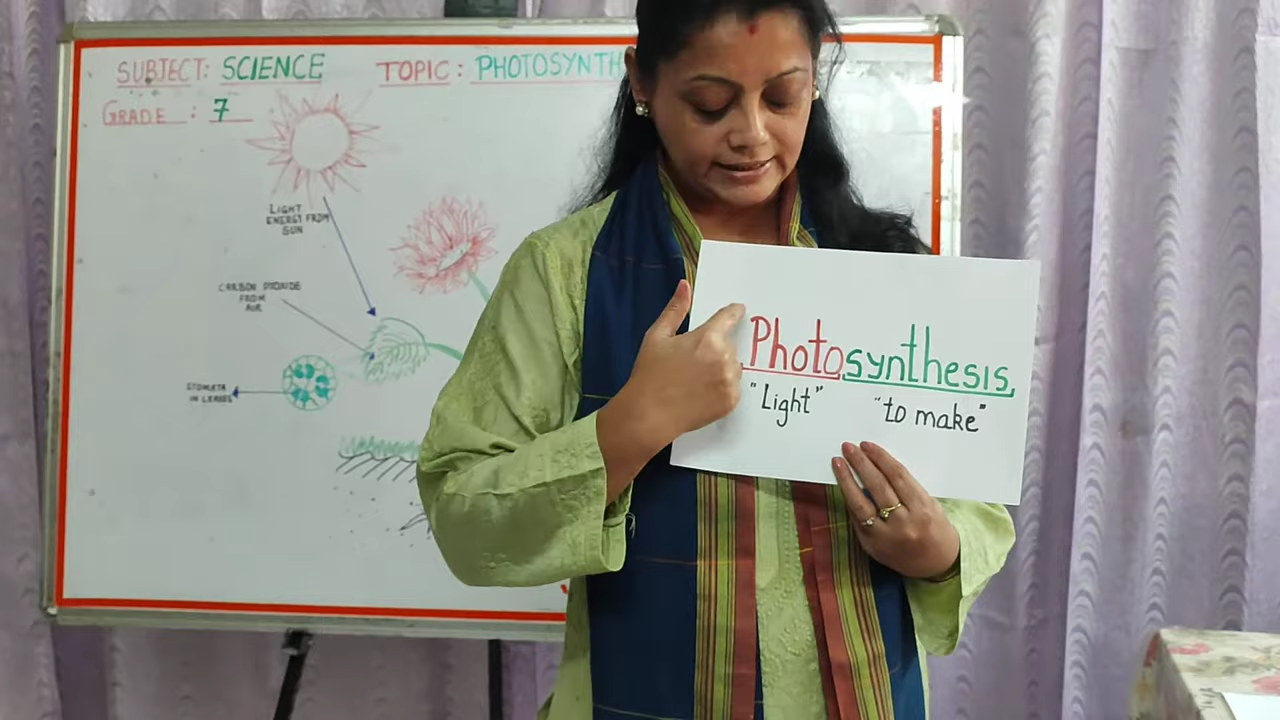 SUBJECT: SCIENCE TOPIC: PHOTOSYNTH
GRADE : 7
LIGHT
ENERGY FROM
SUN
CARBON DIOXIDE
FROM
AIR
STOMATA
IN LEAVES
Photosynthesis
"Light" "to make"